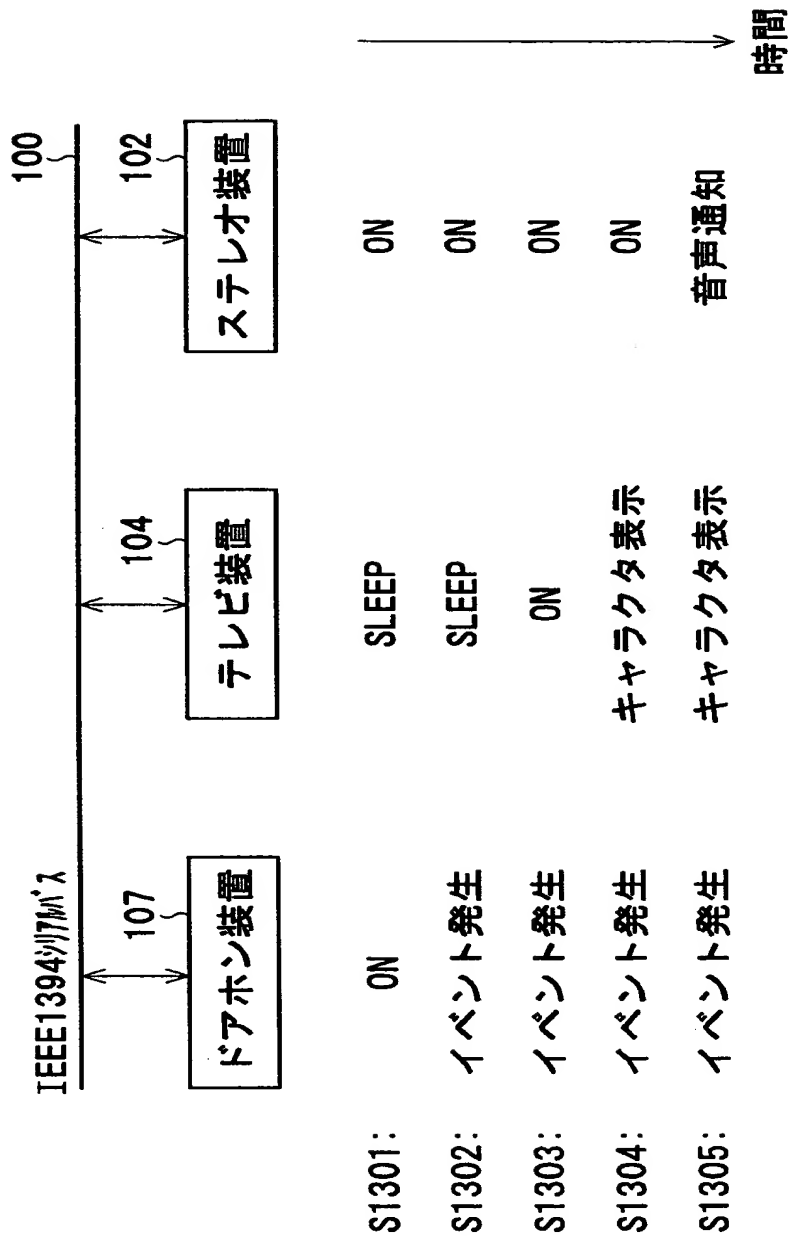 IEEE1394ｼﾘｱﾙﾊﾞｽ
100
107 104 102
ドアホン装置 テレビ装置 ステレオ装置
S1301: ON SLEEP ON
S1302: イベント発生 SLEEP ON
S1303: イベント発生 ON ON
S1304: イベント発生 キャラクタ表示 ON
S1305: イベント発生 キャラクタ表示 音声通知
時間